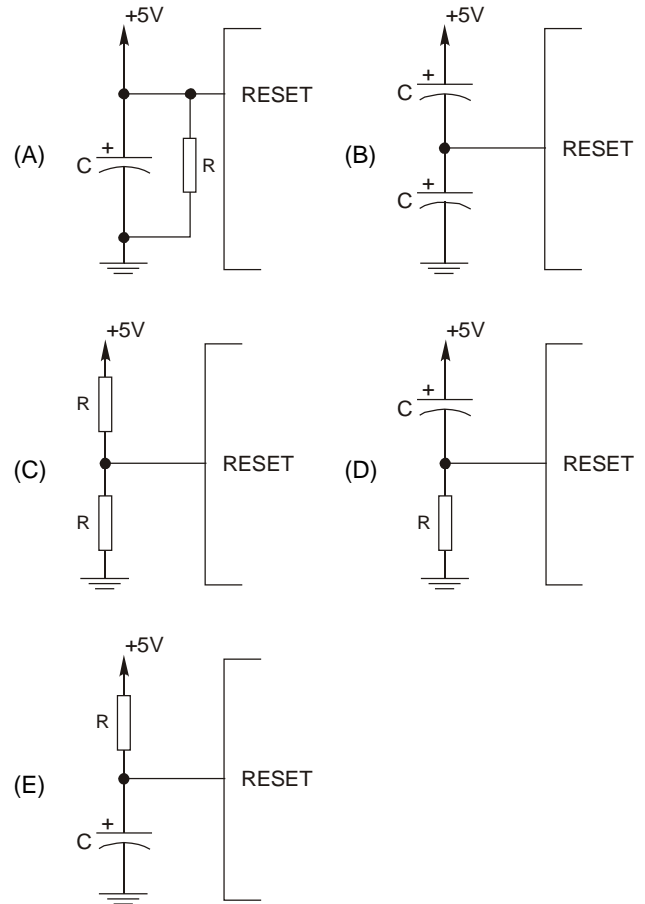 +5V
RESET
(A)
+
C
R
+5V
+
C
(B)
RESET
+
C
+5V
R
(C)
RESET
R
+5V
+
C
(D)
RESET
R
+5V
R
(E)
RESET
+
C